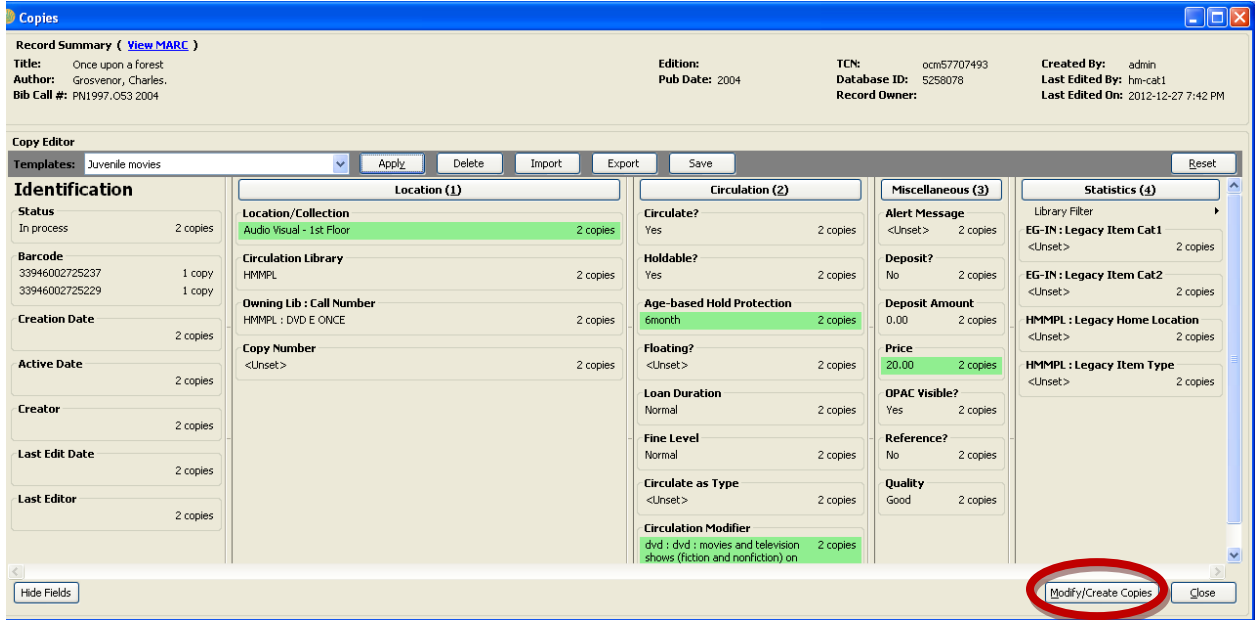 Copies
Record Summary ( View MARC )
Title: Once upon a forest Edition: TCN: ocm57707493 Created By: admin
Author: Grosvenor, Charles. Pub Date: 2004 Database ID: 5258078 Last Edited By: hm-cat1
Bib Call #: PN1997.O53 2004 Record Owner: Last Edited On: 2012-12-27 7:42 PM
Copy Editor
Templates: Juvenile movies Apply Delete Import Export Save Reset
Identification
Status
In process 2 copies
Barcode
33946002725237 1 copy
33946002725229 1 copy
Creation Date
2 copies
Active Date
2 copies
Creator
2 copies
Last Edit Date
2 copies
Last Editor
2 copies
Location (1)
Location/Collection
Audio Visual - 1st Floor 2 copies
Circulation Library
HMMPL 2 copies
Owning Lib : Call Number
HMMPL : DVD E ONCE 2 copies
Copy Number
<Unset> 2 copies
Circulation (2)
Circulate?
Yes 2 copies
Holdable?
Yes 2 copies
Age-based Hold Protection
6month 2 copies
Floating?
<Unset> 2 copies
Loan Duration
Normal 2 copies
Fine Level
Normal 2 copies
Circulate as Type
<Unset> 2 copies
Circulation Modifier
dvd : dvd : movies and television 2 copies
shows (fiction and nonfiction) on
Miscellaneous (3)
Alert Message
<Unset> 2 copies
Deposit?
No 2 copies
Deposit Amount
0.00 2 copies
Price
20.00 2 copies
OPAC Visible?
Yes 2 copies
Reference?
No 2 copies
Quality
Good 2 copies
Statistics (4)
Library Filter
EG-IN : Legacy Item Cat1
<Unset> 2 copies
EG-IN : Legacy Item Cat2
<Unset> 2 copies
HMMPL : Legacy Home Location
<Unset> 2 copies
HMMPL : Legacy Item Type
<Unset> 2 copies
Hide Fields Modify/Create Copies Close